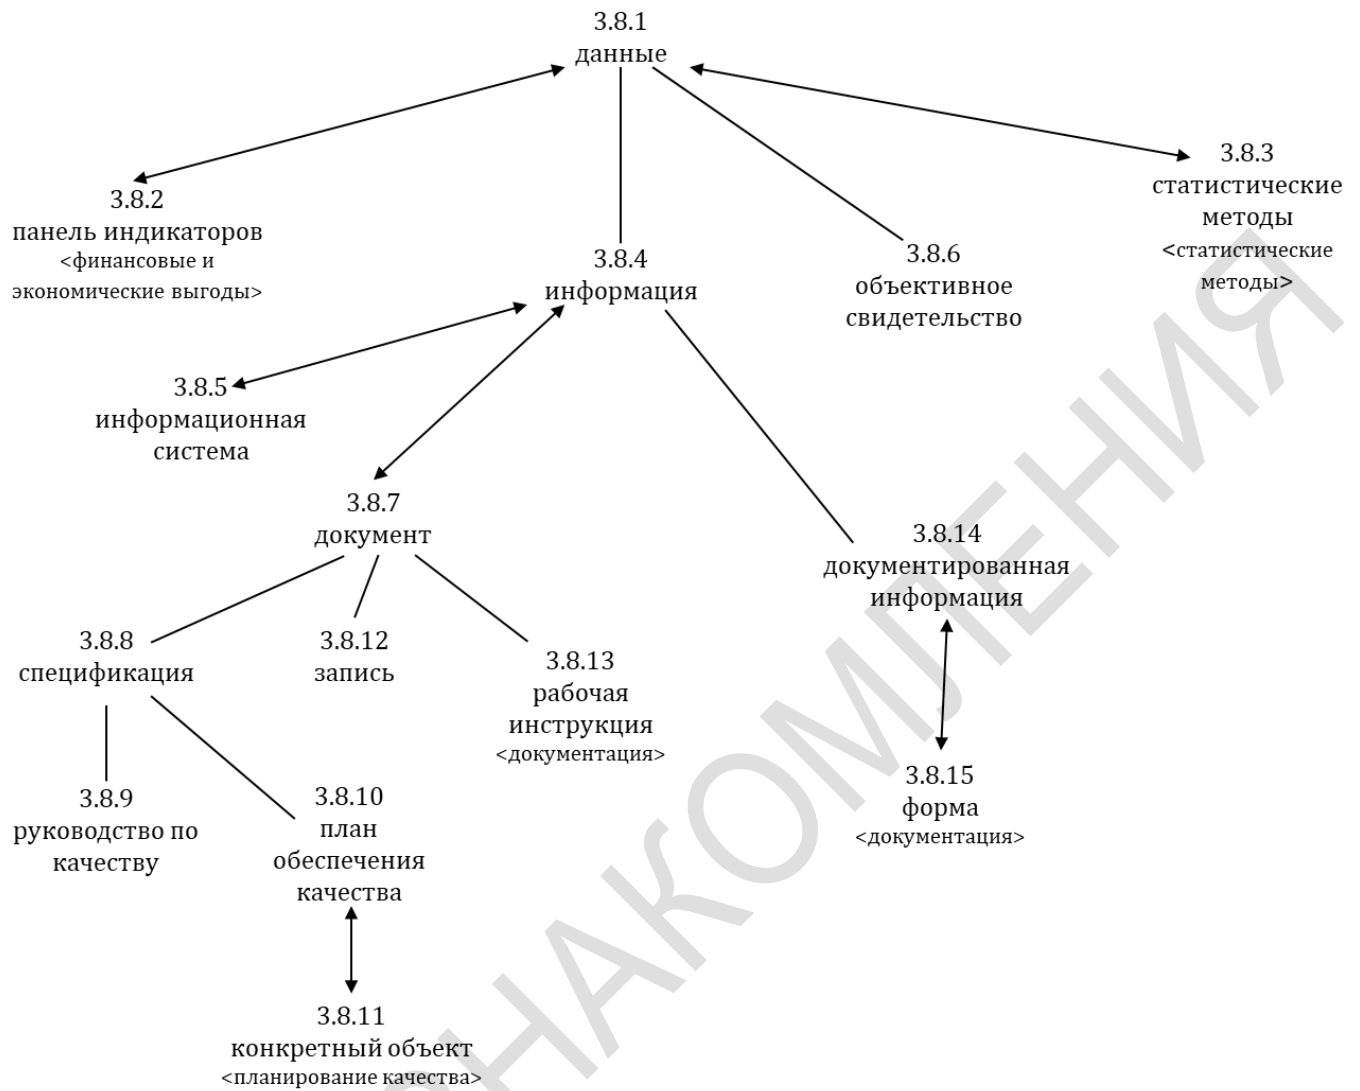 3.8.1
данные
3.8.2
панель индикаторов
<финансовые и
экономические выгоды>
3.8.3
статистические
методы
<статистические
методы>
3.8.4
информация
3.8.6
объективное
свидетельство
3.8.5
информационная
система
3.8.7
документ
3.8.14
документированная
информация
3.8.8
спецификация
3.8.12
запись
3.8.13
рабочая
инструкция
<документация>
3.8.9
руководство по
качеству
3.8.10
план
обеспечения
качества
3.8.15
форма
<документация>
3.8.11
конкретный объект
<планирование качества>
ЗНАКОМЛЕНИЯ